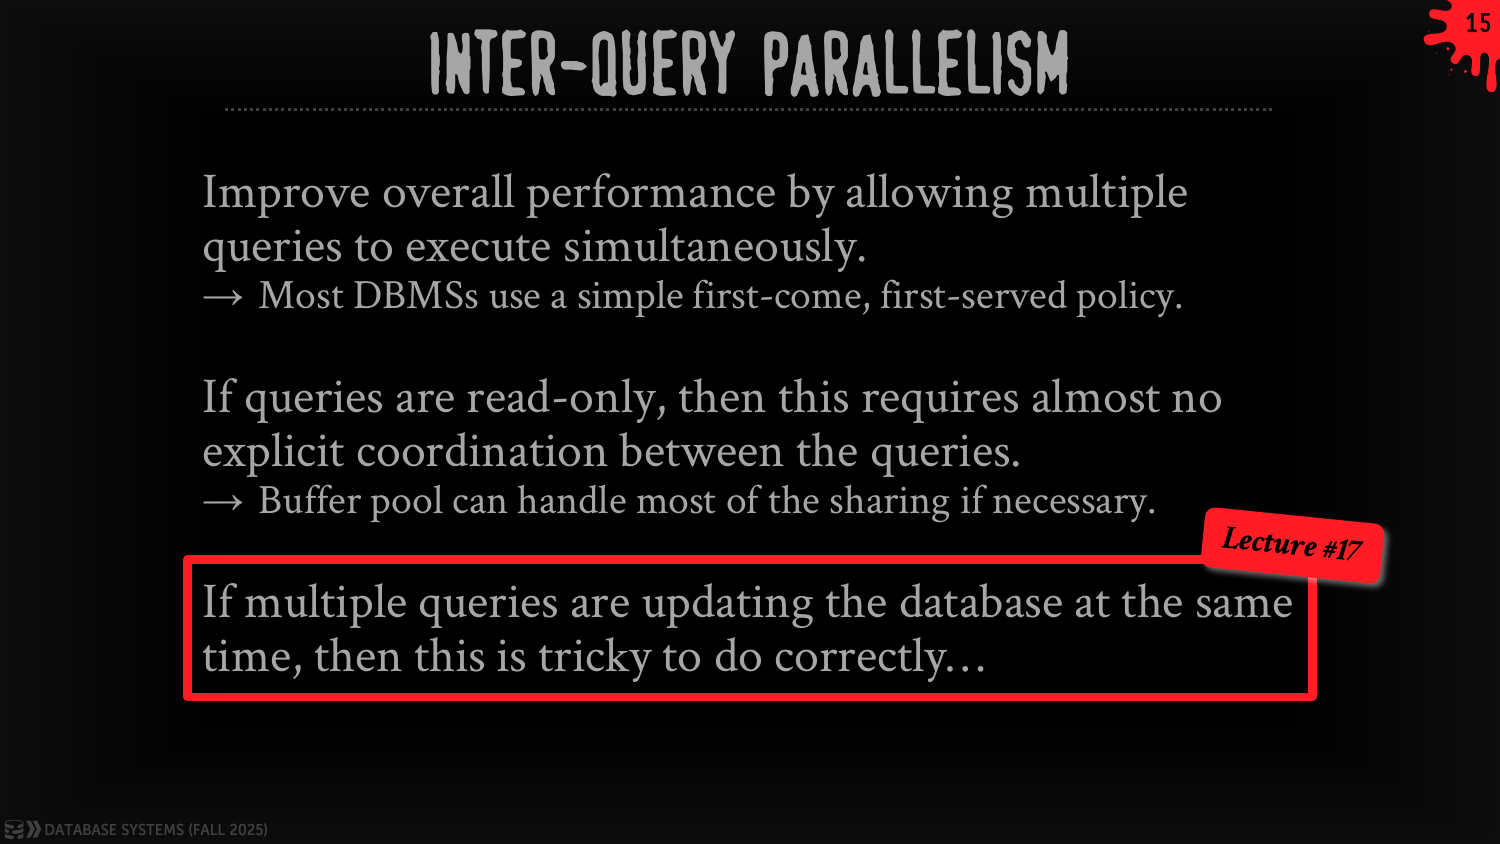 15
INTER-QUERY PARALLELISM
Improve overall performance by allowing multiple
queries to execute simultaneously.
→ Most DBMSs use a simple first-come, first-served policy.
If queries are read-only, then this requires almost no
explicit coordination between the queries.
→ Buffer pool can handle most of the sharing if necessary.
Lecture #17
If multiple queries are updating the database at the same
time, then this is tricky to do correctly…
DATABASE SYSTEMS (FALL 2025)